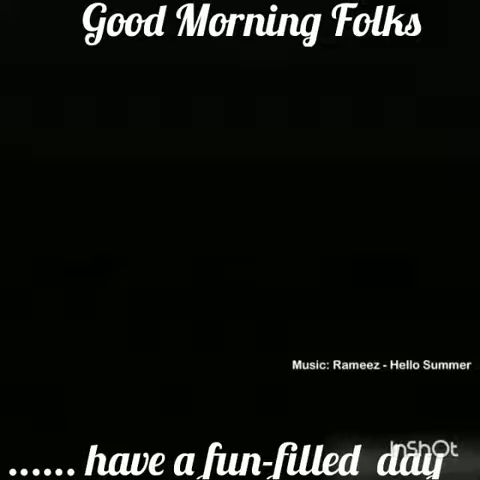 Good Morning Folks
Music: Rameez - Hello Summer
InShOt
...... have a fun-filled day